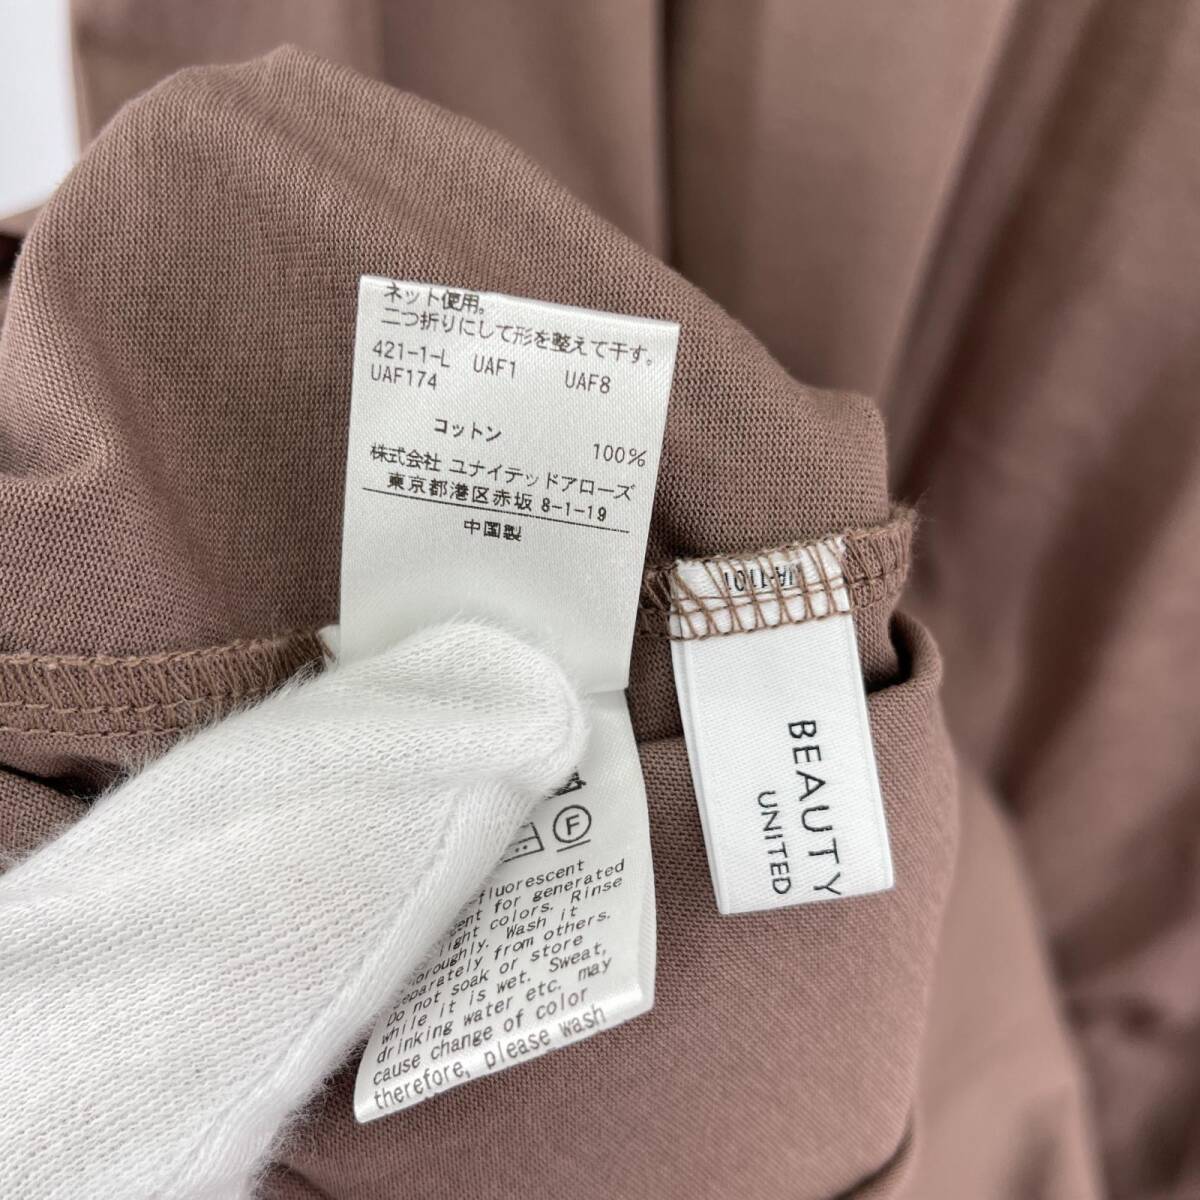 ネット使用。
二つ折りにして形を整えて干す。
421-1-L UAF1 UAF8
UAF174
コットン 100%
株式会社 ユナイテッドアローズ
東京都港区赤坂 8-1-19
中国製
BEAUTY
UNITED
F
-fluorescent
for generated
light colors. Rinse
Wash it
separately from others.
Do not soak or store
while it is wet. Sweat,
drinking water etc. may
cause change of color
therefore, please wash